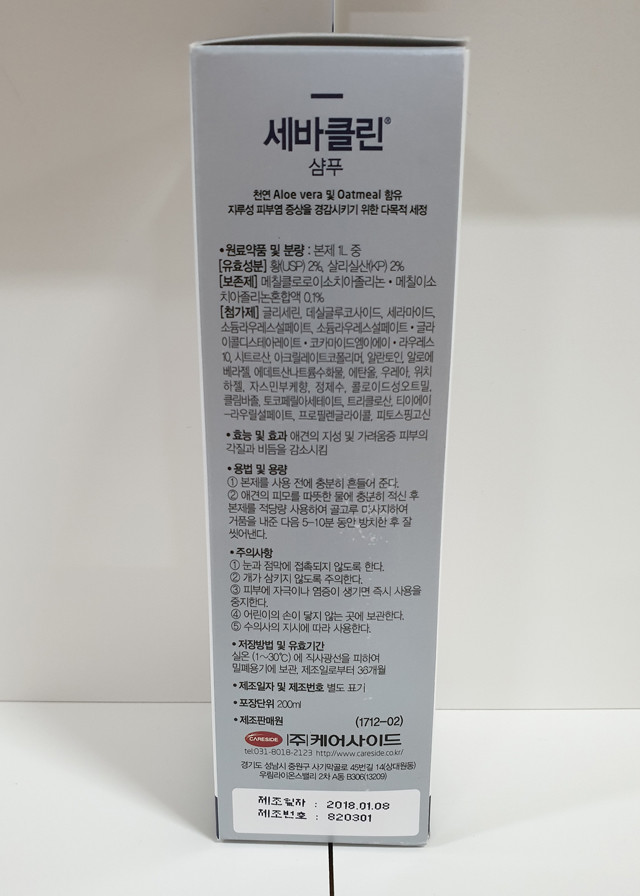 세바클린®
샴푸
천연 Aloe vera 및 Oatmeal 함유
지루성 피부염 증상을 경감시키기 위한 다목적 세정
•원료약품 및 분량 : 본제 1L 중
[유효성분] 황(USP) 2%, 살리실산(KP) 2%
[보존제] 메칠클로로이소치아졸리논•메칠이소
치아졸리논혼합액 0.1%
[첨가제] 글리세린, 데실글루코사이드, 세라마이드,
소듐라우레스설페이트, 소듐라우레스설페이트•글라
이콜디스테아레이트•코카마이드엠이에이•라우레스
10, 시트르산, 아크릴레이트코폴리머, 알란토인, 알로에
베라겔, 에데트산나트륨수화물, 에탄올, 우레아, 위치
하젤, 자스민부케향, 정제수, 콜로이드성오트밀,
클림바졸, 토코페릴아세테이트, 트리클로산, 티이에이
-라우릴설페이트, 프로필렌글라이콜, 피토스핑고신
•효능 및 효과 애견의 지성 및 가려움증 피부의
각질과 비듬을 감소시킴
•용법 및 용량
① 본제를 사용 전에 충분히 흔들어 준다.
② 애견의 피모를 따뜻한 물에 충분히 적신 후
본제를 적당량 사용하여 골고루 마사지하여
거품을 내준 다음 5-10분 동안 방치한 후 잘
씻어낸다.
•주의사항
① 눈과 점막에 접촉되지 않도록 한다.
② 개가 삼키지 않도록 주의한다.
③ 피부에 자극이나 염증이 생기면 즉시 사용을
중지한다.
④ 어린이의 손이 닿지 않는 곳에 보관한다.
⑤ 수의사의 지시에 따라 사용한다.
•저장방법 및 유효기간
실온 (1~30℃) 에 직사광선을 피하여
밀폐용기에 보관, 제조일로부터 36개월
•제조일자 및 제조번호 별도 표기
•포장단위 200ml
•제조판매원 (1712-02)
CARESIDE (주)케어사이드
tel:031-8018-2123 http://www.careside.co.kr/
경기도 성남시 중원구 사기막골로 45번길 14(상대원동)
우림라이온스밸리 2차 A동 B306(13209)
제조일자 : 2018.01.08
제조번호 : 820301